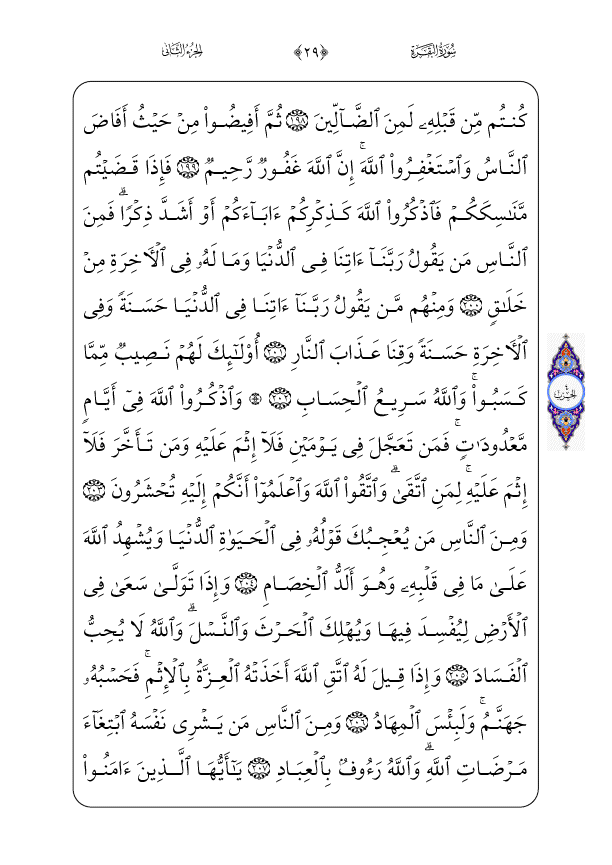 سُورَةُ البَقَرَةِ ﴿٢٩﴾ الجزء الثاني
كُنتُم مِّن قَبْلِهِۦ لَمِنَ ٱلضَّآلِّينَ ١٩٨ ثُمَّ أَفِيضُوا۟ مِنْ حَيْثُ أَفَاضَ
ٱلنَّاسُ وَٱسْتَغْفِرُوا۟ ٱللَّهَ ۚ إِنَّ ٱللَّهَ غَفُورٌ رَّحِيمٌ ١٩٩ فَإِذَا قَضَيْتُم
مَّنَـٰسِكَكُمْ فَٱذْكُرُوا۟ ٱللَّهَ كَذِكْرِكُمْ ءَابَآءَكُمْ أَوْ أَشَدَّ ذِكْرًا ۗ فَمِنَ
ٱلنَّاسِ مَن يَقُولُ رَبَّنَآ ءَاتِنَا فِى ٱلدُّنْيَا وَمَا لَهُۥ فِى ٱلْـَٔاخِرَةِ مِنْ
خَلَـٰقٍ ٢٠٠ وَمِنْهُم مَّن يَقُولُ رَبَّنَآ ءَاتِنَا فِى ٱلدُّنْيَا حَسَنَةً وَفِى
ٱلْـَٔاخِرَةِ حَسَنَةً وَقِنَا عَذَابَ ٱلنَّارِ ٢٠١ أُو۟لَـٰٓئِكَ لَهُمْ نَصِيبٌ مِّمَّا
كَسَبُوا۟ ۚ وَٱللَّهُ سَرِيعُ ٱلْحِسَابِ ٢٠٢ ۞ وَٱذْكُرُوا۟ ٱللَّهَ فِىٓ أَيَّامٍ
مَّعْدُودَٰتٍ ۚ فَمَن تَعَجَّلَ فِى يَوْمَيْنِ فَلَآ إِثْمَ عَلَيْهِ وَمَن تَأَخَّرَ فَلَآ
إِثْمَ عَلَيْهِ ۚ لِمَنِ ٱتَّقَىٰ ۗ وَٱتَّقُوا۟ ٱللَّهَ وَٱعْلَمُوٓا۟ أَنَّكُمْ إِلَيْهِ تُحْشَرُونَ ٢٠٣
وَمِنَ ٱلنَّاسِ مَن يُعْجِبُكَ قَوْلُهُۥ فِى ٱلْحَيَوٰةِ ٱلدُّنْيَا وَيُشْهِدُ ٱللَّهَ
عَلَىٰ مَا فِى قَلْبِهِۦ وَهُوَ أَلَدُّ ٱلْخِصَامِ ٢٠٤ وَإِذَا تَوَلَّىٰ سَعَىٰ فِى
ٱلْأَرْضِ لِيُفْسِدَ فِيهَا وَيُهْلِكَ ٱلْحَرْثَ وَٱلنَّسْلَ ۗ وَٱللَّهُ لَا يُحِبُّ
ٱلْفَسَادَ ٢٠٥ وَإِذَا قِيلَ لَهُ ٱتَّقِ ٱللَّهَ أَخَذَتْهُ ٱلْعِزَّةُ بِٱلْإِثْمِ ۚ فَحَسْبُهُۥ
جَهَنَّمُ ۚ وَلَبِئْسَ ٱلْمِهَادُ ٢٠٦ وَمِنَ ٱلنَّاسِ مَن يَشْرِى نَفْسَهُ ٱبْتِغَآءَ
مَرْضَاتِ ٱللَّهِ ۗ وَٱللَّهُ رَءُوفٌۢ بِٱلْعِبَادِ ٢٠٧ يَـٰٓأَيُّهَا ٱلَّذِينَ ءَامَنُوا۟